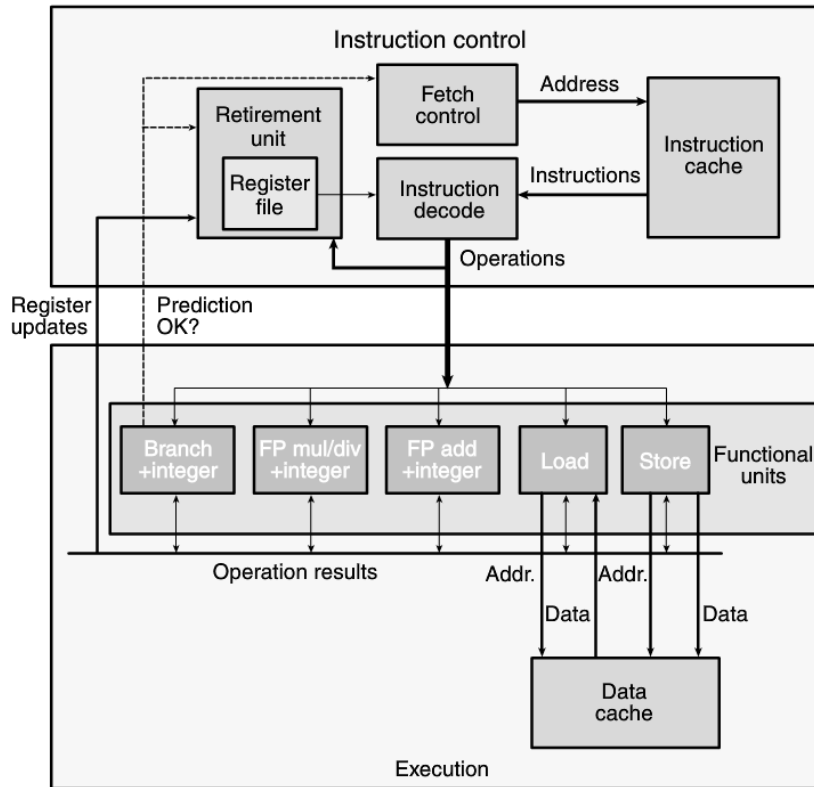 Instruction control
Retirement
unit
Register
file
Fetch
control
Address
Instruction
cache
Instruction
decode
Instructions
Operations
Register
updates
Prediction
OK?
Branch
+integer
FP mul/div
+integer
FP add
+integer
Load
Store
Functional
units
Operation results
Addr.
Addr.
Data
Data
Data
cache
Execution